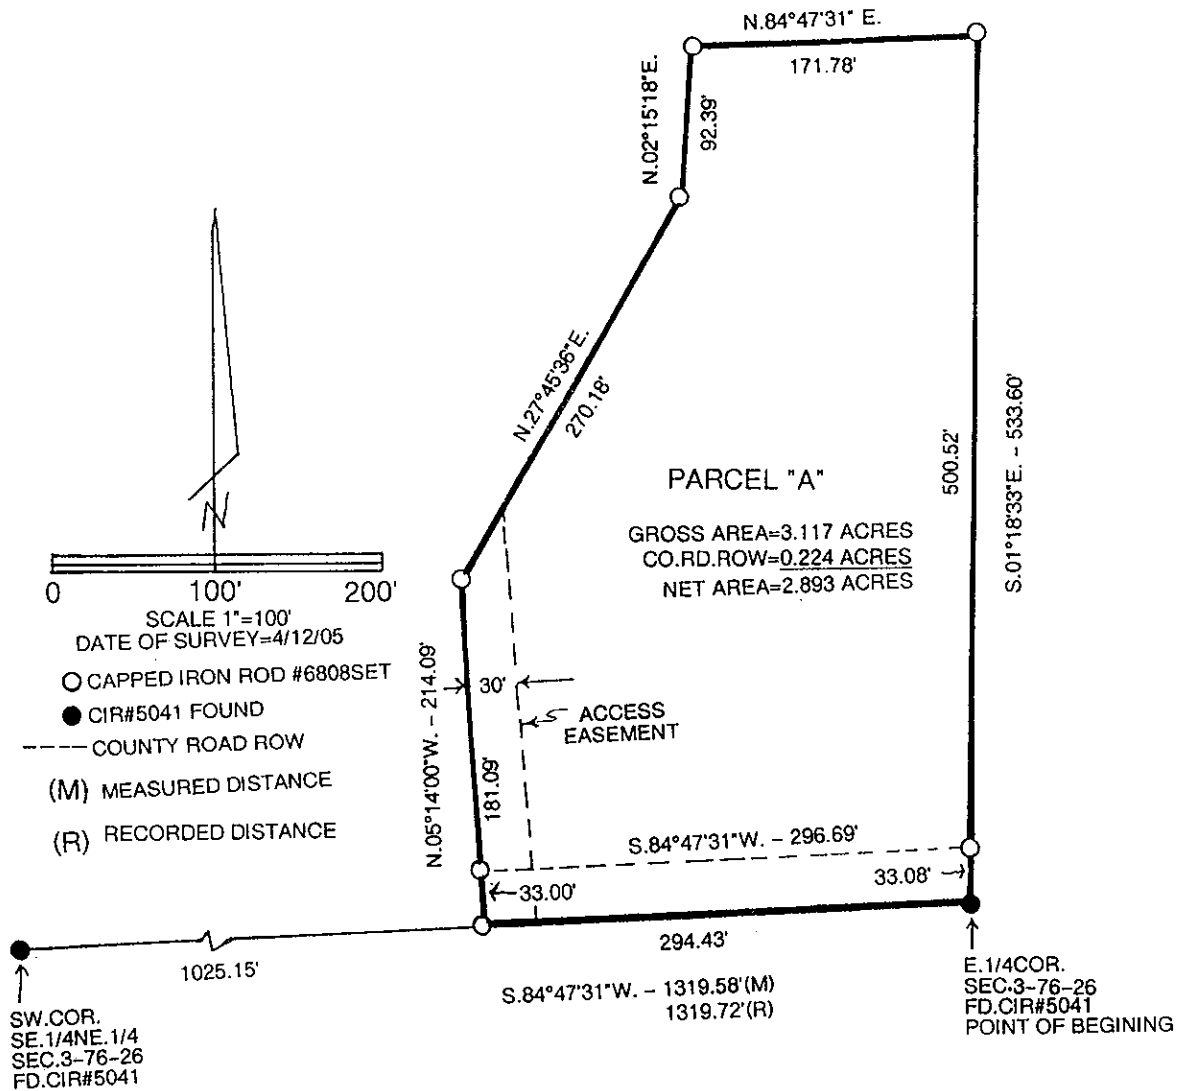 N.84°47'31" E.
171.78'
N.02°15'18"E.
92.39'
N.27°45'36"E.
270.18'
500.52'
S.01°18'33"E. - 533.60'
PARCEL "A"
GROSS AREA=3.117 ACRES
CO.RD.ROW=0.224 ACRES
NET AREA=2.893 ACRES
N
0 100' 200'
SCALE 1"=100'
DATE OF SURVEY=4/12/05
CAPPED IRON ROD #6808SET
CIR#5041 FOUND
COUNTY ROAD ROW
(M) MEASURED DISTANCE
(R) RECORDED DISTANCE
N.05°14'00"W. - 214.09'
181.09'
30'
ACCESS
EASEMENT
S.84°47'31"W. - 296.69'
33.00'
33.08'
294.43'
1025.15'
S.84°47'31"W. - 1319.58'(M)
1319.72'(R)
SW.COR.
SE.1/4NE.1/4
SEC.3-76-26
FD.CIR#5041
E.1/4COR.
SEC.3-76-26
FD.CIR#5041
POINT OF BEGINING